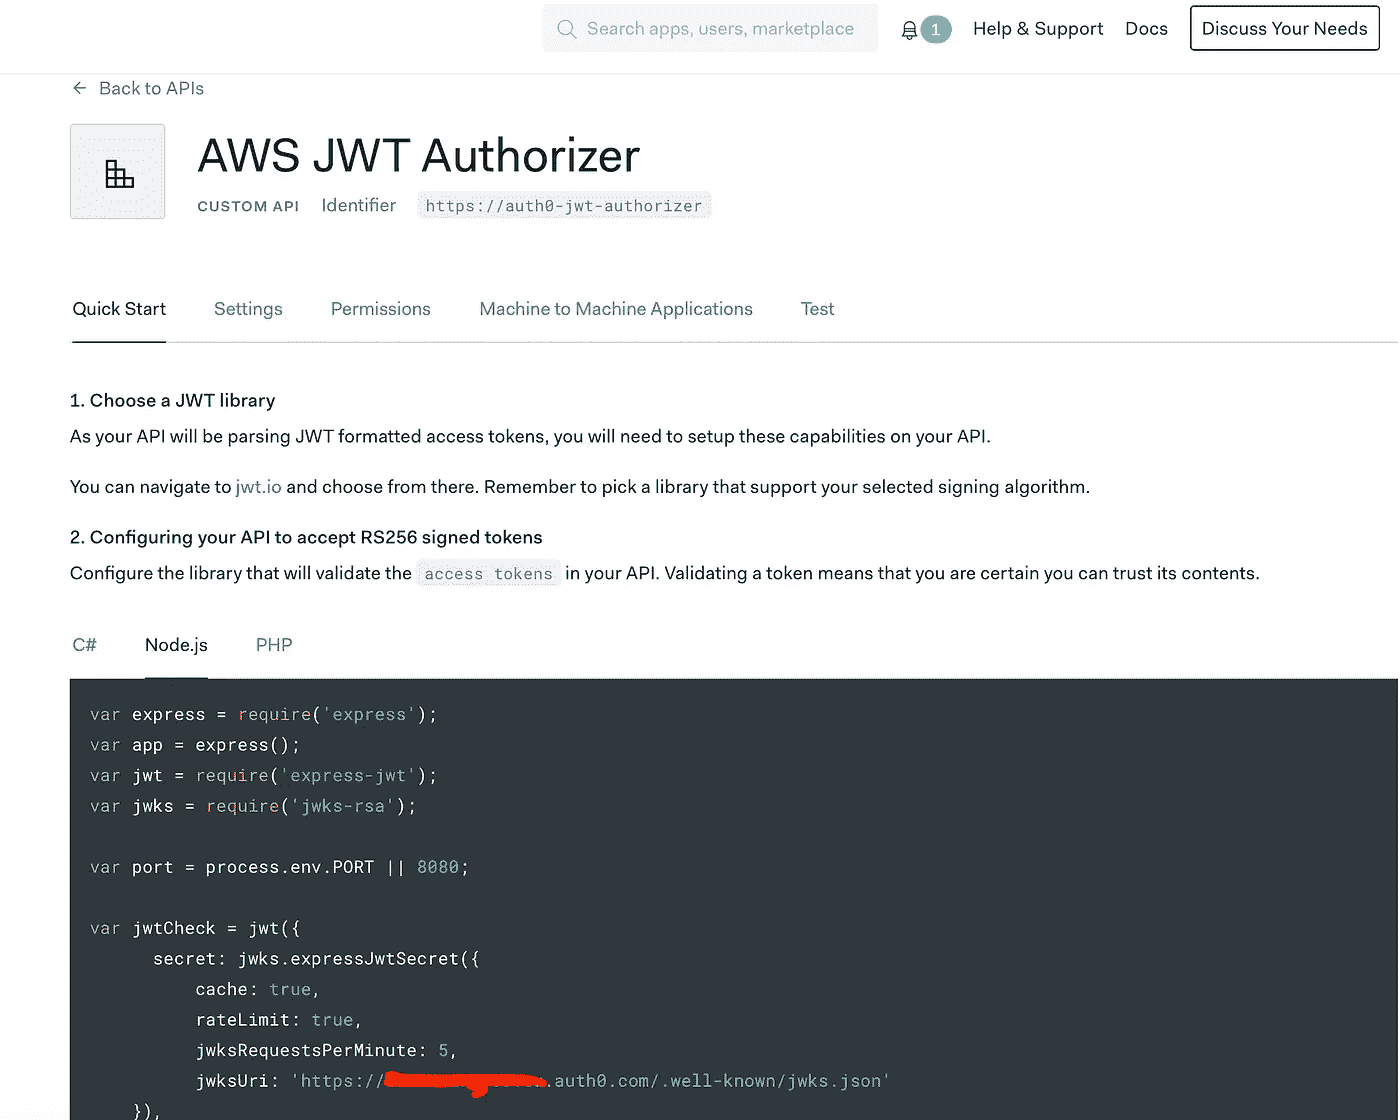 Search apps, users, marketplace
1
Help & Support
Docs
Discuss Your Needs
← Back to APIs
AWS JWT Authorizer
CUSTOM API Identifier https://auth0-jwt-authorizer
Quick Start Settings Permissions Machine to Machine Applications Test
1. Choose a JWT library
As your API will be parsing JWT formatted access tokens, you will need to setup these capabilities on your API.
You can navigate to jwt.io and choose from there. Remember to pick a library that support your selected signing algorithm.
2. Configuring your API to accept RS256 signed tokens
Configure the library that will validate the access tokens in your API. Validating a token means that you are certain you can trust its contents.
C# Node.js PHP
var express = require('express');
var app = express();
var jwt = require('express-jwt');
var jwks = require('jwks-rsa');
var port = process.env.PORT || 8080;
var jwtCheck = jwt({
secret: jwks.expressJwtSecret({
cache: true,
rateLimit: true,
jwksRequestsPerMinute: 5,
jwksUri: 'https:// .auth0.com/.well-known/jwks.json'
}),